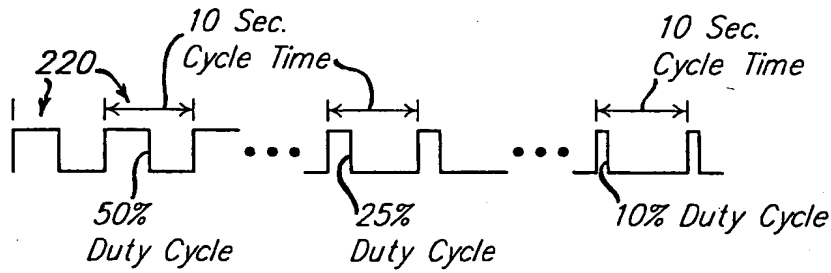 10 Sec.
Cycle Time
10 Sec.
Cycle Time
220
50%
Duty Cycle
25%
Duty Cycle
10% Duty Cycle